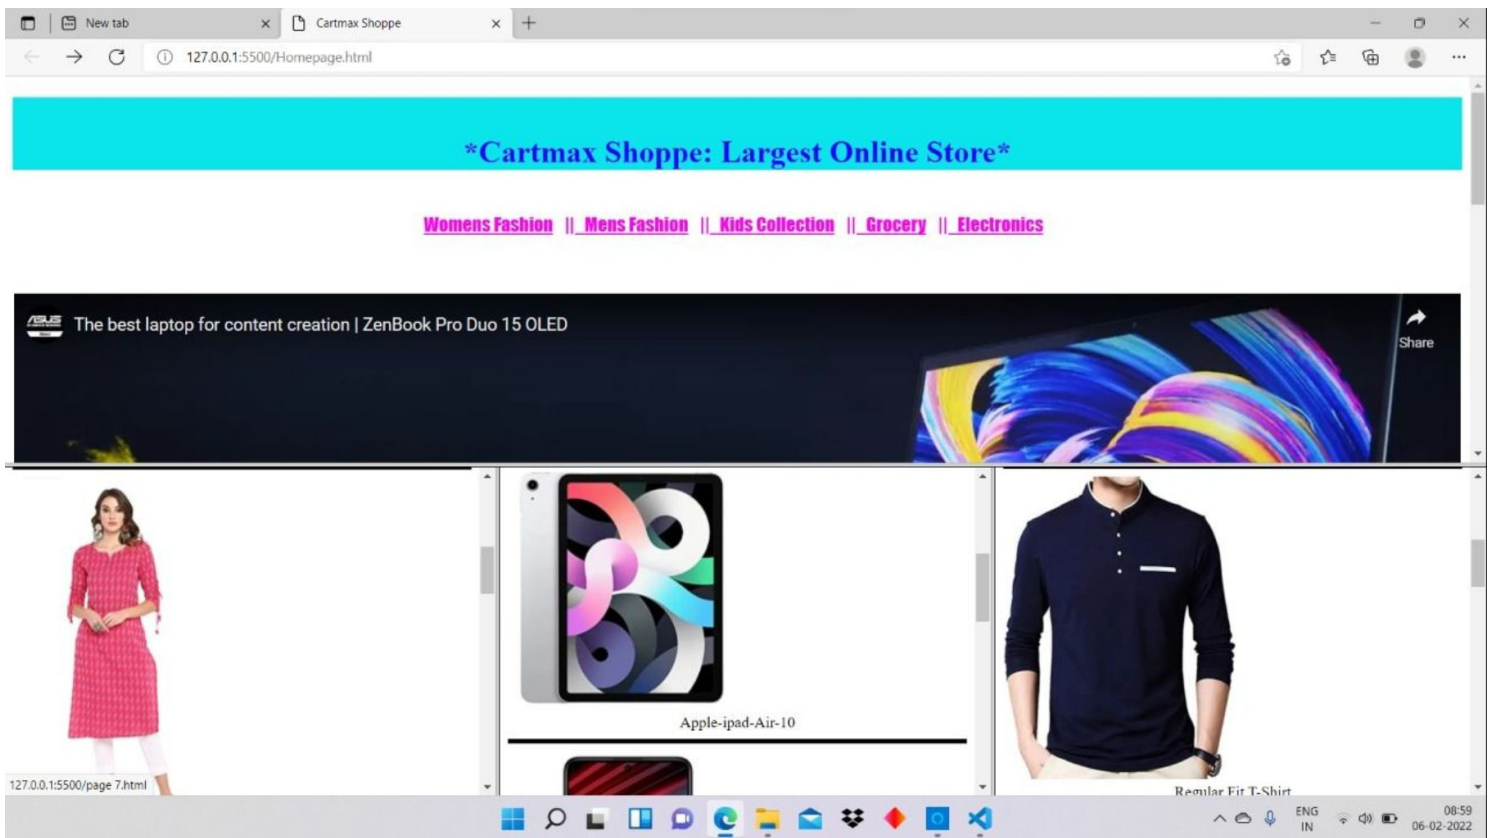 New tab
Cartmax Shoppe
127.0.0.1:5500/Homepage.html
*Cartmax Shoppe: Largest Online Store*
Womens Fashion || Mens Fashion || Kids Collection || Grocery || Electronics
ASUS
The best laptop for content creation | ZenBook Pro Duo 15 OLED
Share
Apple-ipad-Air-10
Regular Fit T-Shirt
127.0.0.1:5500/page 7.html
ENG
IN
08:59
06-02-2022